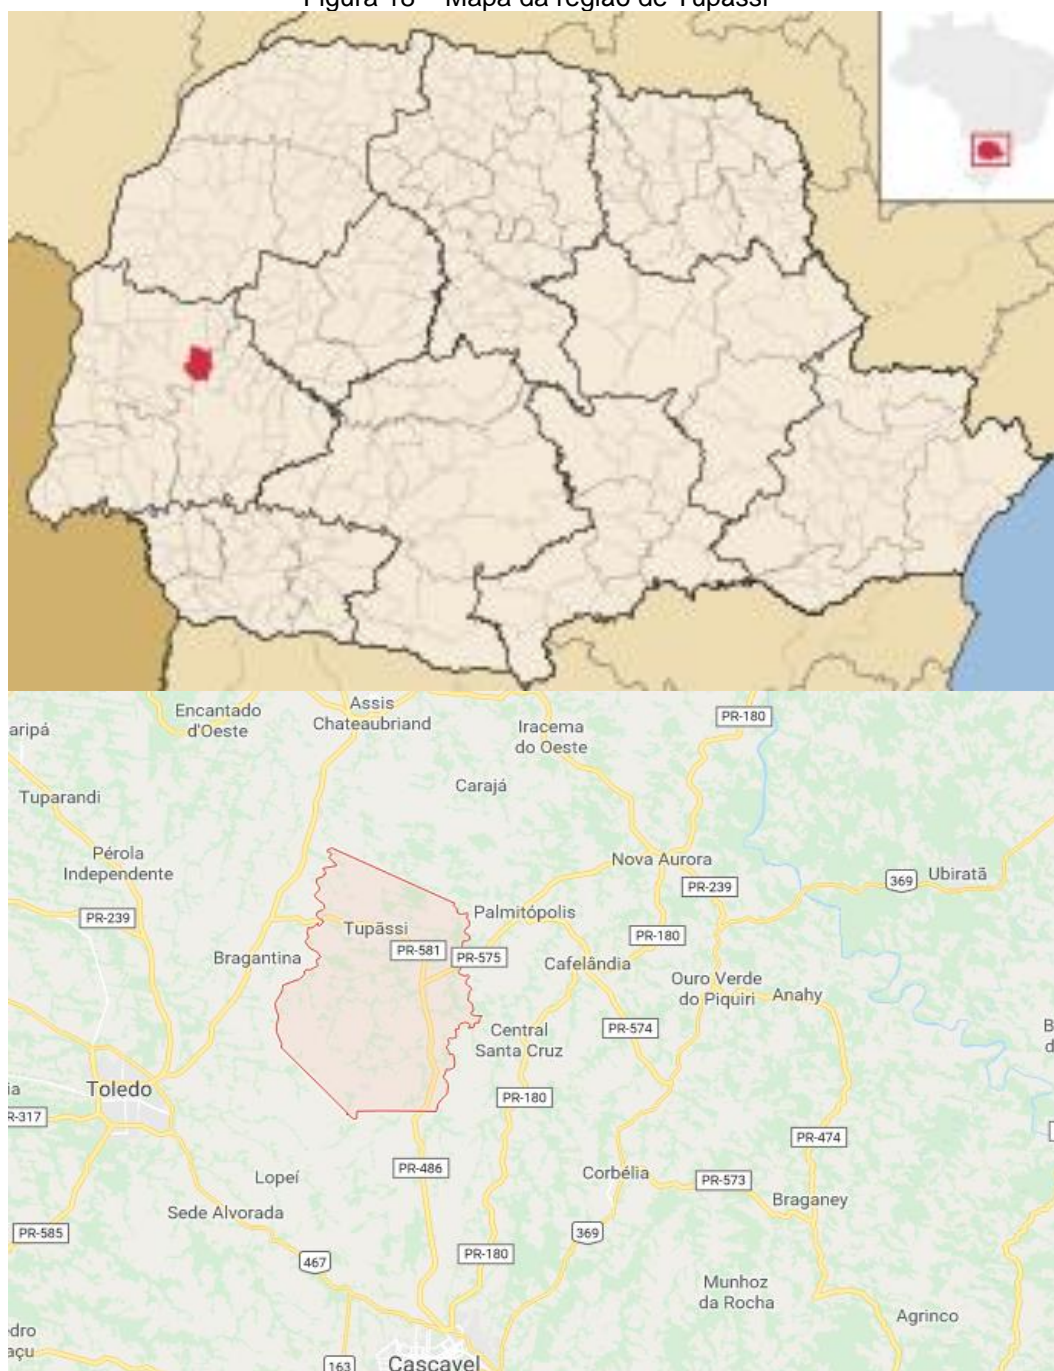 Figura 18 – Mapa da região de Tupãssi
Encantado
d'Oeste
Assis
Chateaubriand
PR-180
aripá
Iracema
do Oeste
Carajá
Tuparandi
Pérola
Independente
Nova Aurora
369
Ubiratã
PR-239
PR-239
Palmitópolis
Tupãssi
PR-180
PR-581
PR-575
Bragantina
Cafelândia
Ouro Verde
do Piquiri
Anahy
PR-574
Central
Santa Cruz
B
d
Toledo
ia
PR-180
R-317
PR-474
PR-486
Lopeí
Corbélia
PR-573
Braganey
Sede Alvorada
PR-585
369
PR-180
467
Munhoz
da Rocha
Agrinco
edro
açu
163
Cascavel